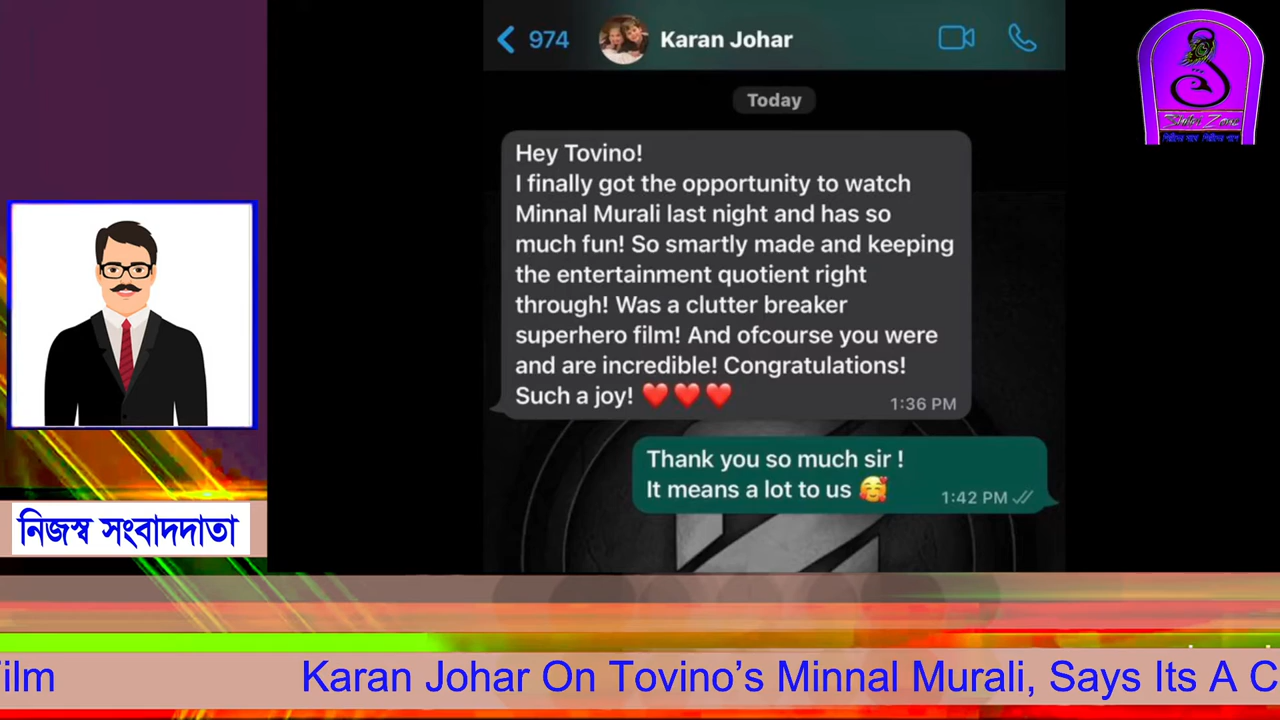 974
Karan Johar
Today
Hey Tovino!
I finally got the opportunity to watch
Minnal Murali last night and has so
much fun! So smartly made and keeping
the entertainment quotient right
through! Was a clutter breaker
superhero film! And ofcourse you were
and are incredible! Congratulations!
Such a joy! ❤️❤️❤️
1:36 PM
Thank you so much sir !
It means a lot to us 🥰
1:42 PM
নিজস্ব সংবাদদাতা
ilm
Karan Johar On Tovino’s Minnal Murali, Says Its A C